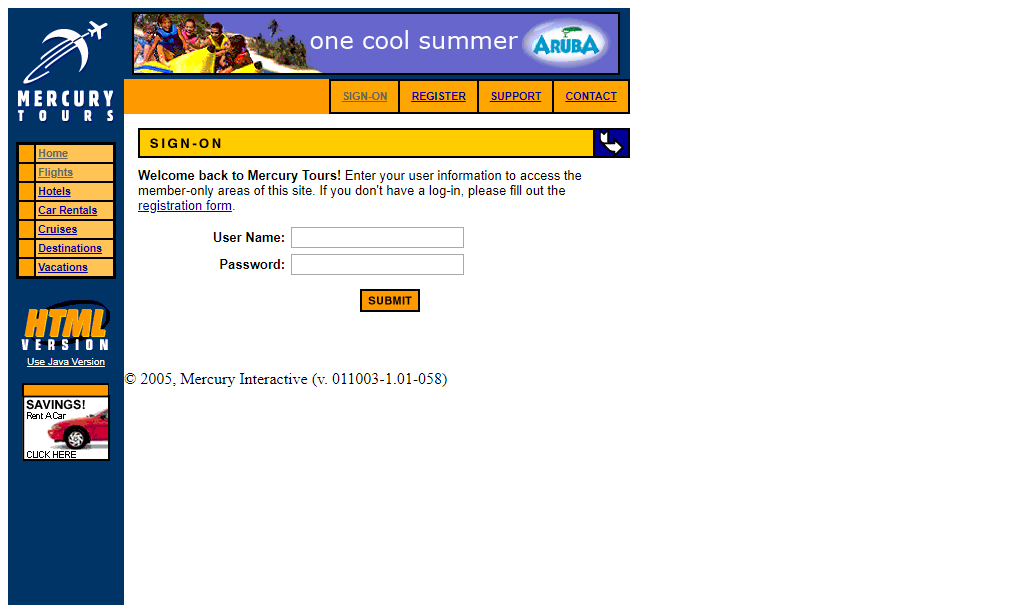 one cool summer ARUBA
MERCURY
TOURS
SIGN-ON REGISTER SUPPORT CONTACT
Home
Flights
Hotels
Car Rentals
Cruises
Destinations
Vacations
HTML
VERSION
Use Java Version
SAVINGS!
Rent A Car
CLICK HERE
SIGN-ON
Welcome back to Mercury Tours! Enter your user information to access the
member-only areas of this site. If you don't have a log-in, please fill out the
registration form.
User Name:
Password:
SUBMIT
© 2005, Mercury Interactive (v. 011003-1.01-058)